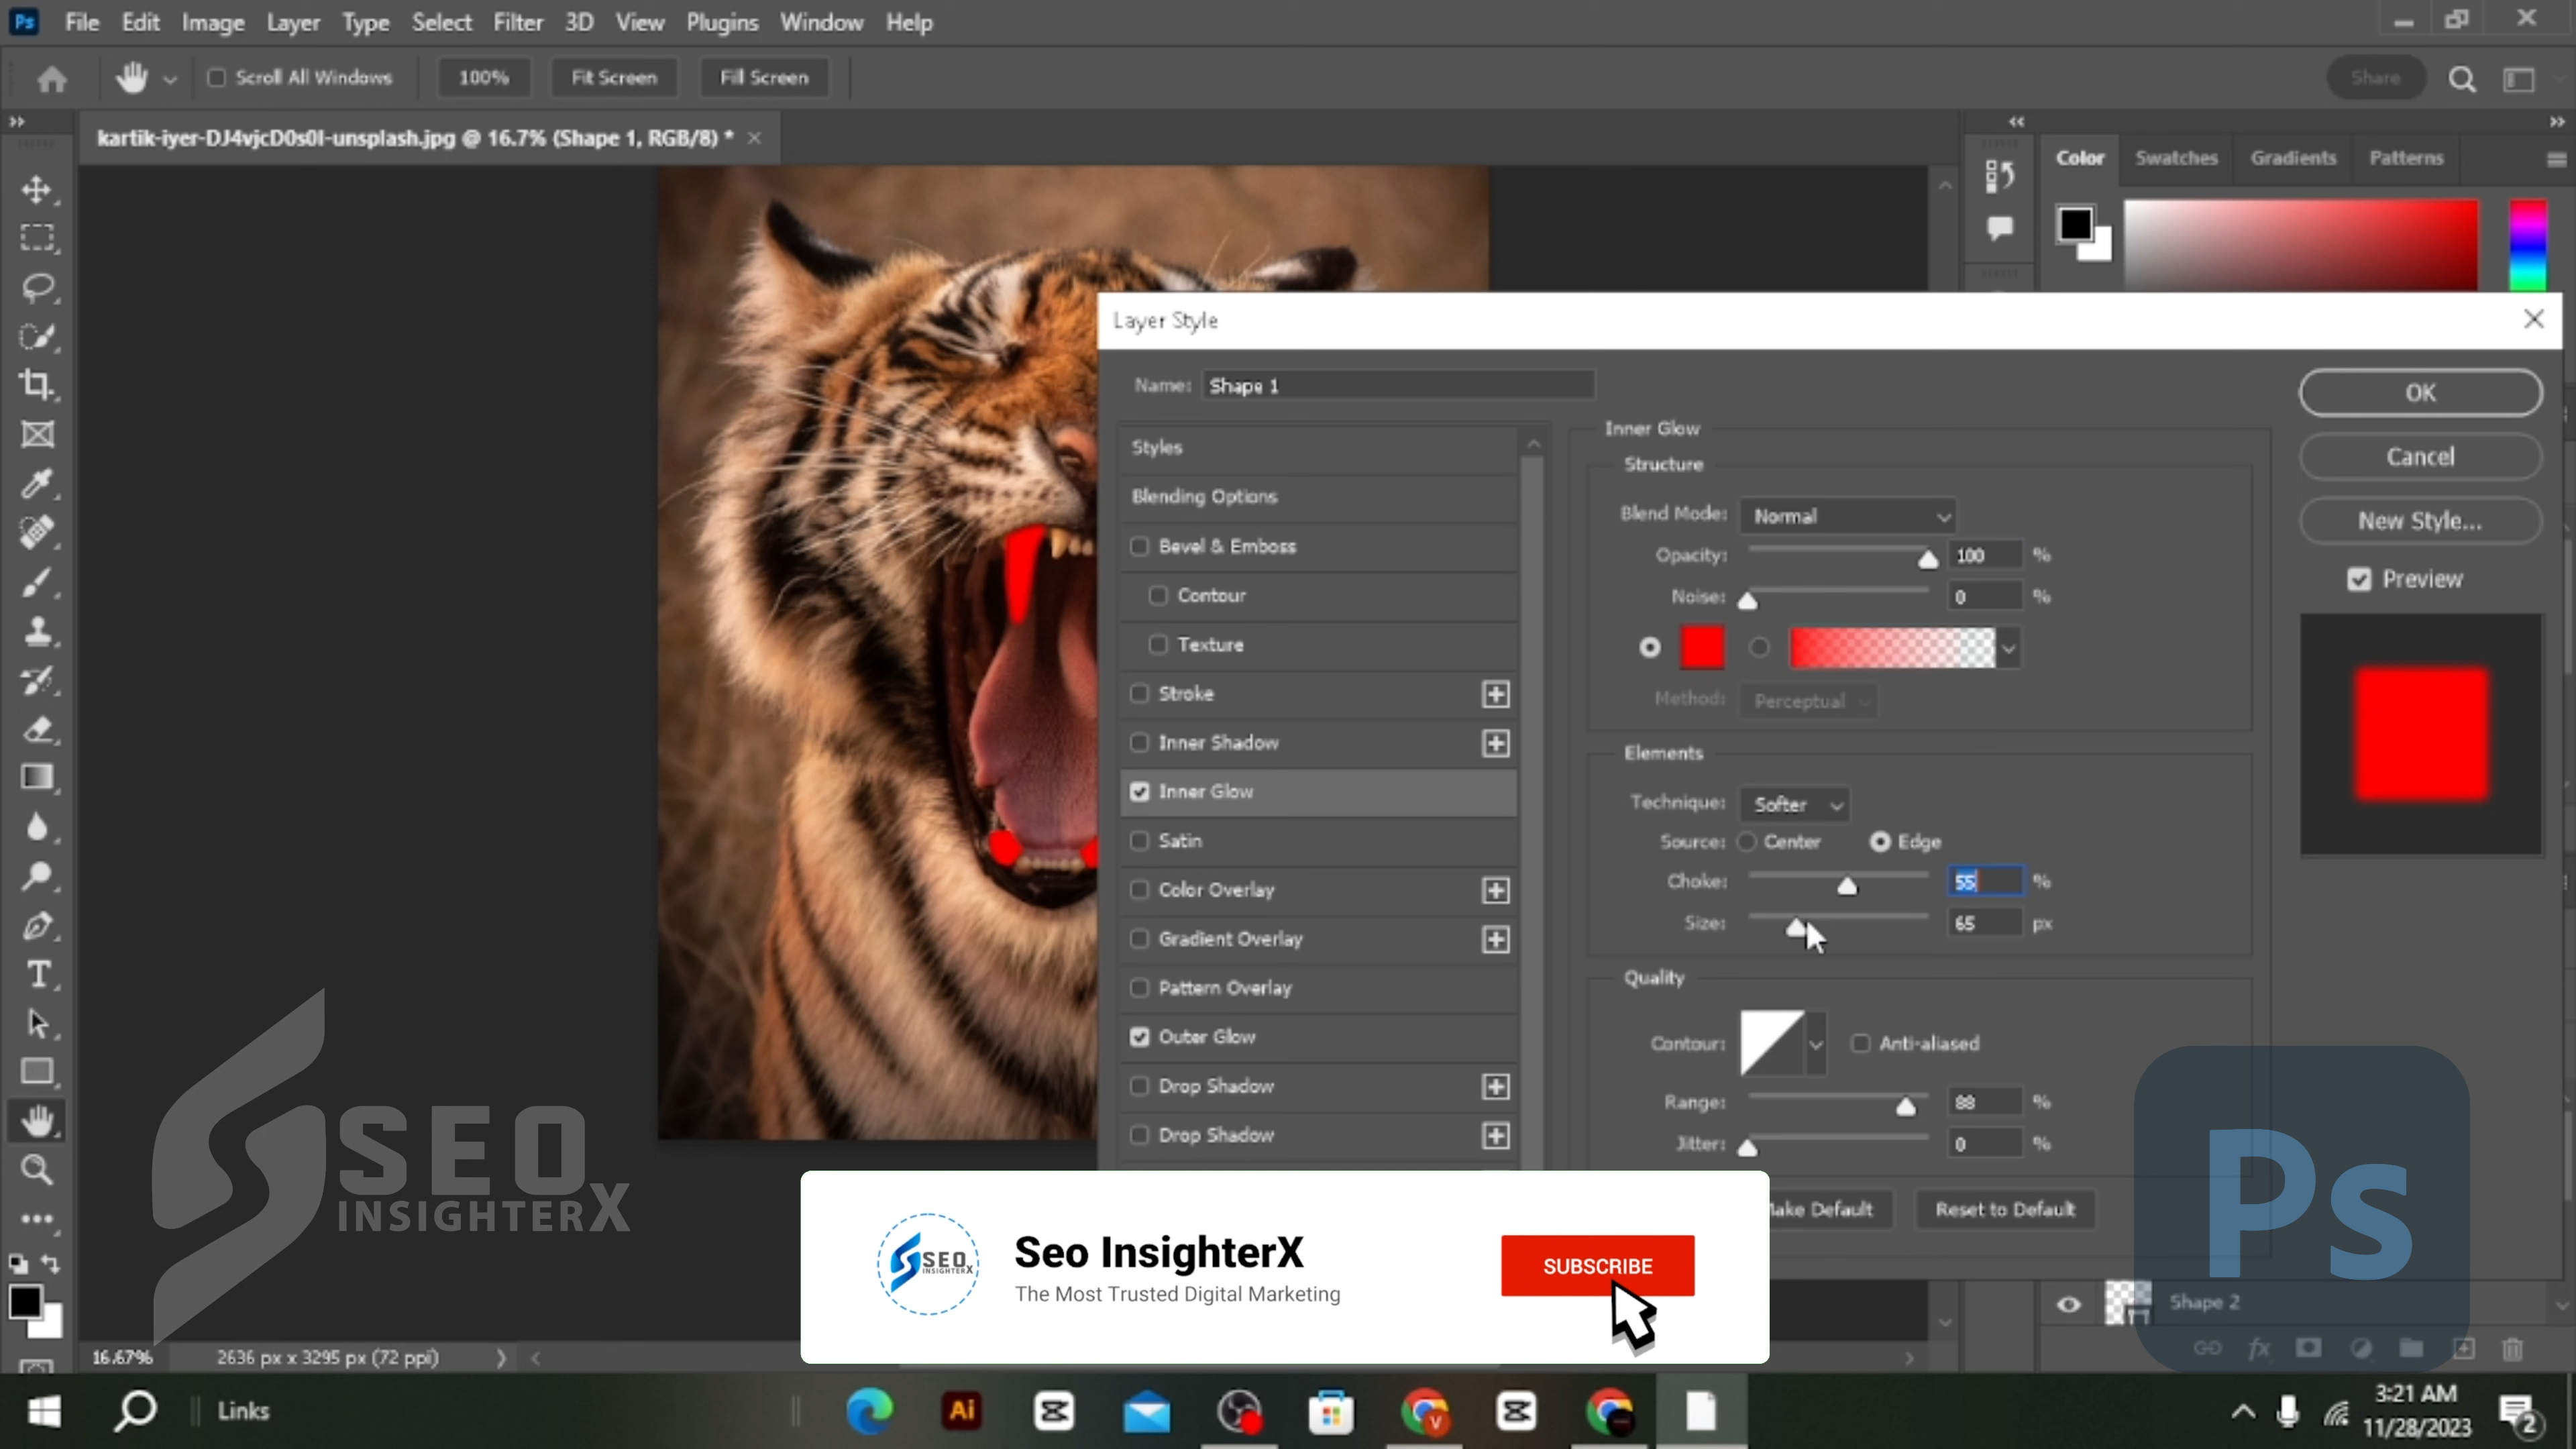 Ps File Edit Image Layer Type Select Filter 3D View Plugins Window Help
Scroll All Windows 100% Fit Screen Fill Screen Share
kartik-iyer-DJ4vjcD0s0I-unsplash.jpg @ 16.7% (Shape 1, RGB/8) *
Color Swatches Gradients Patterns
Layer Style
Name: Shape 1
Styles
Blending Options
Bevel & Emboss
Contour
Texture
Stroke
Inner Shadow
Inner Glow
Satin
Color Overlay
Gradient Overlay
Pattern Overlay
Outer Glow
Drop Shadow
Drop Shadow
Inner Glow
Structure
Blend Mode: Normal
Opacity: 100 %
Noise: 0 %
Method: Perceptual
Elements
Technique: Softer
Source: Center Edge
Choke: 55 %
Size: 65 px
Quality
Contour: Anti-aliased
Range: 88 %
Jitter: 0 %
Make Default Reset to Default
OK
Cancel
New Style...
Preview
SEO
INSIGHTERX
Ps
SEO
INSIGHTERX
Seo InsighterX
The Most Trusted Digital Marketing
SUBSCRIBE
Shape 2
fx
16.67% 2636 px x 3295 px (72 ppi)
Links
Ai
V
3:21 AM
11/28/2023
2